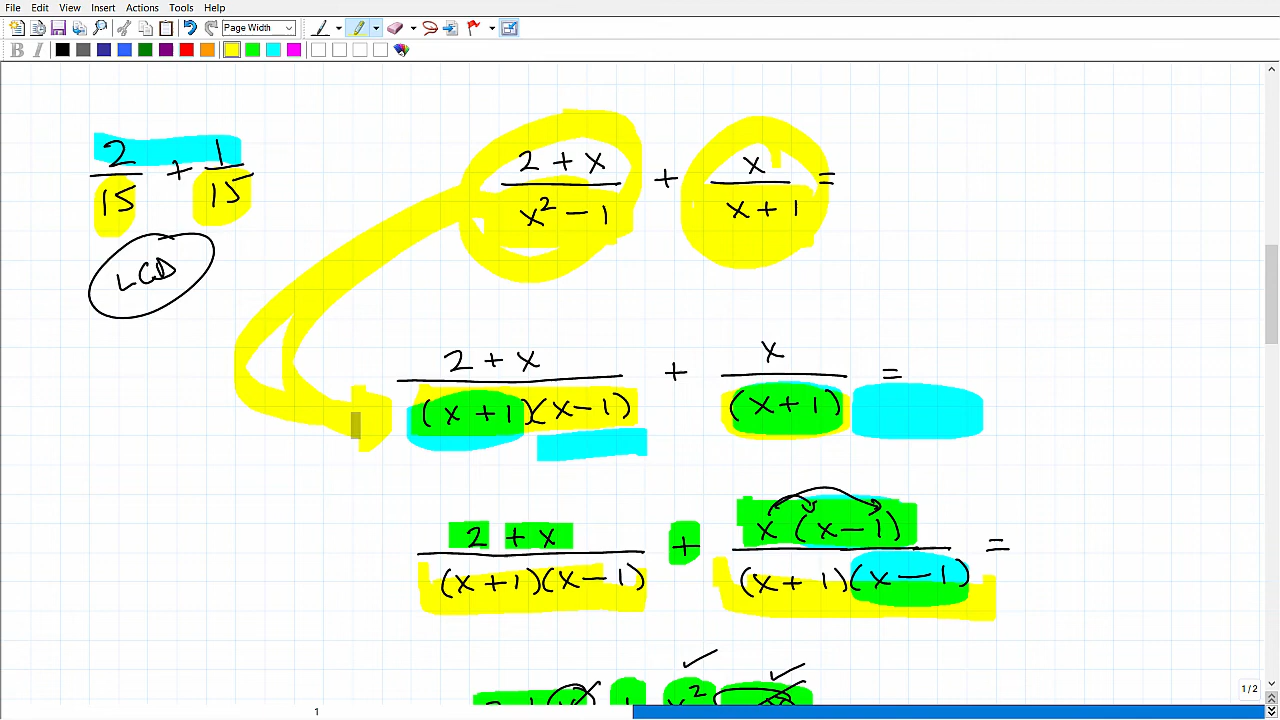 File Edit View Insert Actions Tools Help
Page Width
B I
2/15 + 1/15
LCD
(2 + x)/(x² - 1) + x/(x + 1) =
(2 + x)/((x + 1)(x - 1)) + x/(x + 1) =
(2 + x)/((x + 1)(x - 1)) + x(x - 1)/((x + 1)(x - 1)) =
x²
1/2
1